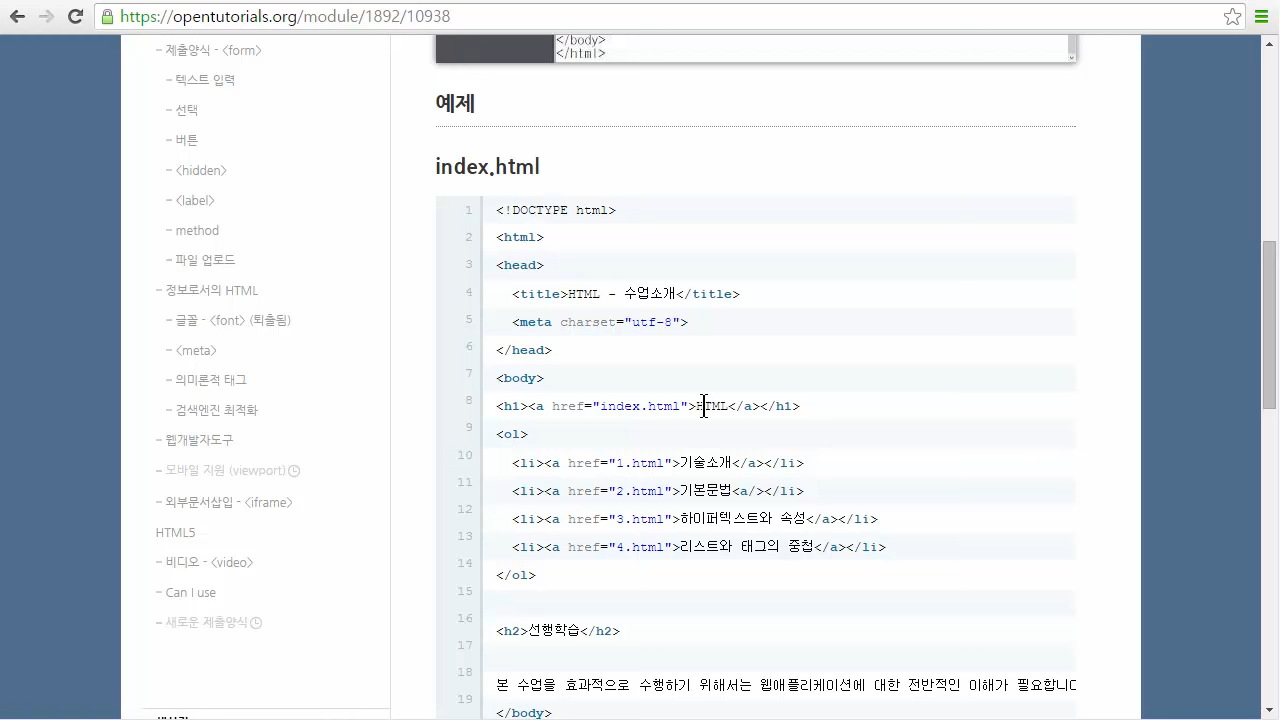 https://opentutorials.org/module/1892/10938
- 제출양식 - <form>
- 텍스트 입력
- 선택
- 버튼
- <hidden>
- <label>
- method
- 파일 업로드
- 정보로서의 HTML
- 글꼴 - <font> (퇴출됨)
- <meta>
- 의미론적 태그
- 검색엔진 최적화
- 웹개발자도구
- 모바일 지원 (viewport)
- 외부문서삽입 - <iframe>
HTML5
- 비디오 - <video>
- Can I use
- 새로운 제출양식
</body>
</html>
예제
index.html
1 <!DOCTYPE html>
2 <html>
3 <head>
4 <title>HTML - 수업소개</title>
5 <meta charset="utf-8">
6 </head>
7 <body>
8 <h1><a href="index.html">HTML</a></h1>
9 <ol>
10 <li><a href="1.html">기술소개</a></li>
11 <li><a href="2.html">기본문법<a/></li>
12 <li><a href="3.html">하이퍼텍스트와 속성</a></li>
13 <li><a href="4.html">리스트와 태그의 중첩</a></li>
14 </ol>
15
16 <h2>선행학습</h2>
17
18 본 수업을 효과적으로 수행하기 위해서는 웹애플리케이션에 대한 전반적인 이해가 필요합니다
19 </body>